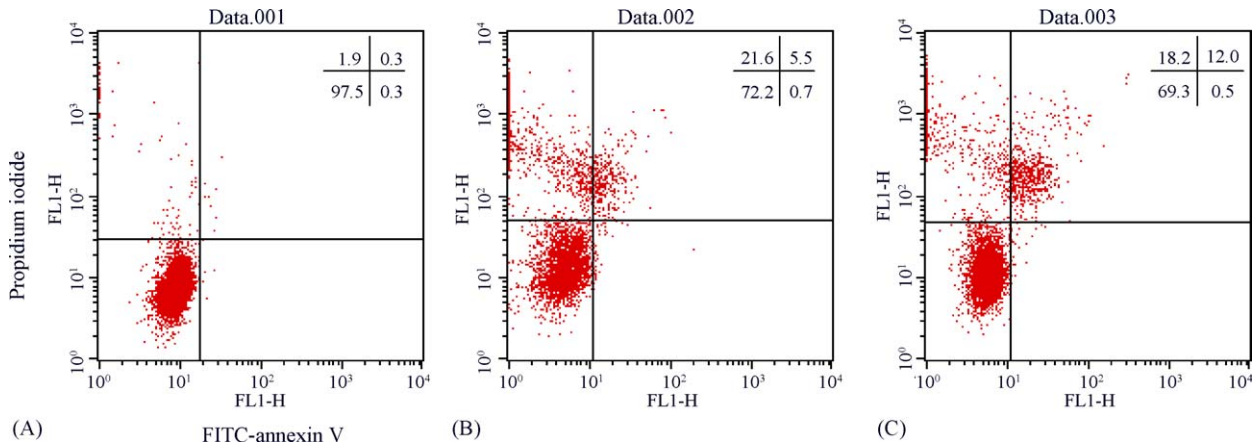 Data.001
Data.002
Data.003
Propidium iodide
FL1-H
10⁴
10³
10²
10¹
10⁰
1.9 0.3
97.5 0.3
10⁰ 10¹ 10² 10³ 10⁴
FL1-H
(A)
FITC-annexin V
FL1-H
10⁴
10³
10²
10¹
10⁰
21.6 5.5
72.2 0.7
10⁰ 10¹ 10² 10³ 10⁴
FL1-H
(B)
FL1-H
10⁴
10³
10²
10¹
10⁰
18.2 12.0
69.3 0.5
10⁰ 10¹ 10² 10³ 10⁴
FL1-H
(C)